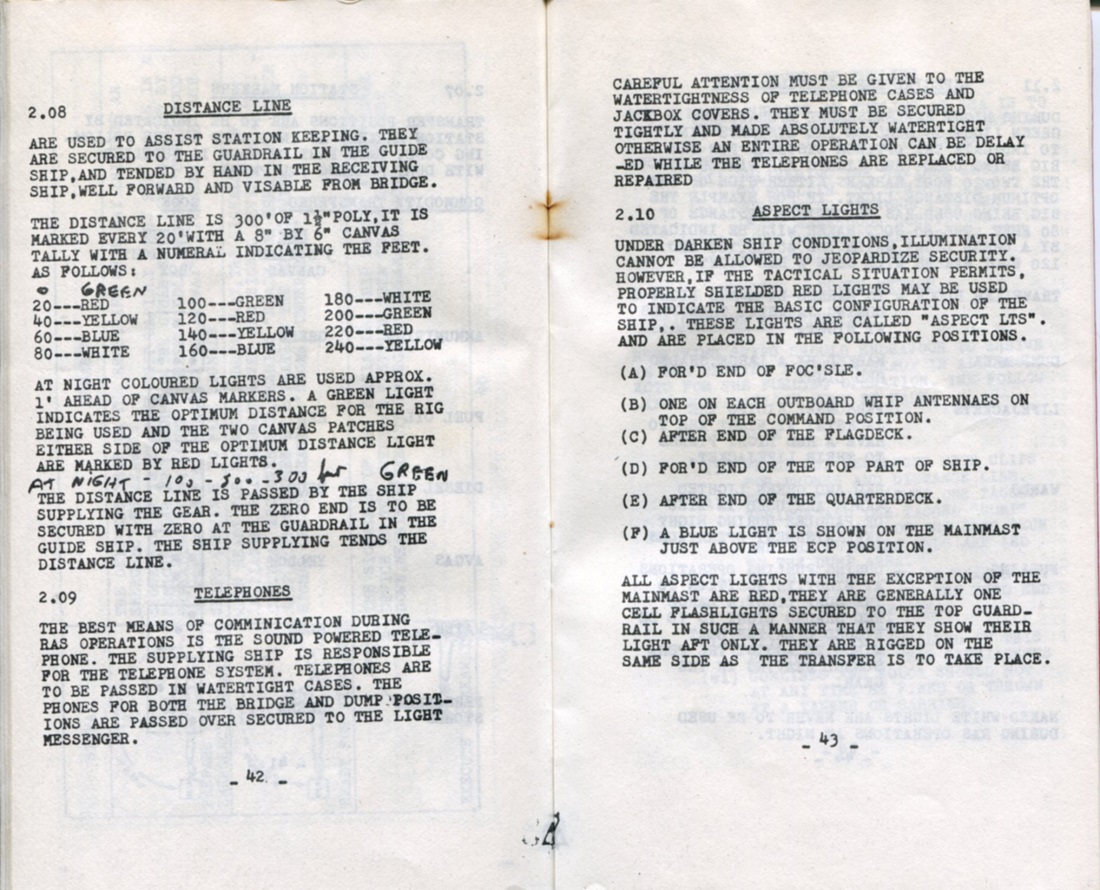 2.08 DISTANCE LINE
ARE USED TO ASSIST STATION KEEPING. THEY
ARE SECURED TO THE GUARDRAIL IN THE GUIDE
SHIP,AND TENDED BY HAND IN THE RECEIVING
SHIP,WELL FORWARD AND VISABLE FROM BRIDGE.
THE DISTANCE LINE IS 300'OF 1½"POLY,IT IS
MARKED EVERY 20'WITH A 8" BY 6" CANVAS
TALLY WITH A NUMERAL INDICATING THE FEET.
AS FOLLOWS:
0 GREEN
20---RED 100---GREEN 180---WHITE
40---YELLOW 120---RED 200---GREEN
60---BLUE 140---YELLOW 220---RED
80---WHITE 160---BLUE 240---YELLOW
AT NIGHT COLOURED LIGHTS ARE USED APPROX.
1' AHEAD OF CANVAS MARKERS. A GREEN LIGHT
INDICATES THE OPTIMUM DISTANCE FOR THE RIG
BEING USED AND THE TWO CANVAS PATCHES
EITHER SIDE OF THE OPTIMUM DISTANCE LIGHT
ARE MARKED BY RED LIGHTS.
AT NIGHT - 100 - 300 GREEN
THE DISTANCE LINE IS PASSED BY THE SHIP
SUPPLYING THE GEAR. THE ZERO END IS TO BE
SECURED WITH ZERO AT THE GUARDRAIL IN THE
GUIDE SHIP. THE SHIP SUPPLYING TENDS THE
DISTANCE LINE.
2.09 TELEPHONES
THE BEST MEANS OF COMMINICATION DURING
RAS OPERATIONS IS THE SOUND POWERED TELE-
PHONE. THE SUPPLYING SHIP IS RESPONSIBLE
FOR THE TELEPHONE SYSTEM. TELEPHONES ARE
TO BE PASSED IN WATERTIGHT CASES. THE
PHONES FOR BOTH THE BRIDGE AND DUMP POSIT-
IONS ARE PASSED OVER SECURED TO THE LIGHT
MESSENGER.
- 42 -
CAREFUL ATTENTION MUST BE GIVEN TO THE
WATERTIGHTNESS OF TELEPHONE CASES AND
JACKBOX COVERS. THEY MUST BE SECURED
TIGHTLY AND MADE ABSOLUTELY WATERTIGHT
OTHERWISE AN ENTIRE OPERATION CAN BE DELAY
-ED WHILE THE TELEPHONES ARE REPLACED OR
REPAIRED
2.10 ASPECT LIGHTS
UNDER DARKEN SHIP CONDITIONS,ILLUMINATION
CANNOT BE ALLOWED TO JEOPARDIZE SECURITY.
HOWEVER,IF THE TACTICAL SITUATION PERMITS,
PROPERLY SHIELDED RED LIGHTS MAY BE USED
TO INDICATE THE BASIC CONFIGURATION OF THE
SHIP,. THESE LIGHTS ARE CALLED "ASPECT LTS".
AND ARE PLACED IN THE FOLLOWING POSITIONS.
(A) FOR'D END OF FOC'SLE.
(B) ONE ON EACH OUTBOARD WHIP ANTENNAES ON
TOP OF THE COMMAND POSITION.
(C) AFTER END OF THE FLAGDECK.
(D) FOR'D END OF THE TOP PART OF SHIP.
(E) AFTER END OF THE QUARTERDECK.
(F) A BLUE LIGHT IS SHOWN ON THE MAINMAST
JUST ABOVE THE ECP POSITION.
ALL ASPECT LIGHTS WITH THE EXCEPTION OF THE
MAINMAST ARE RED,THEY ARE GENERALLY ONE
CELL FLASHLIGHTS SECURED TO THE TOP GUARD-
RAIL IN SUCH A MANNER THAT THEY SHOW THEIR
LIGHT AFT ONLY. THEY ARE RIGGED ON THE
SAME SIDE AS THE TRANSFER IS TO TAKE PLACE.
- 43 -